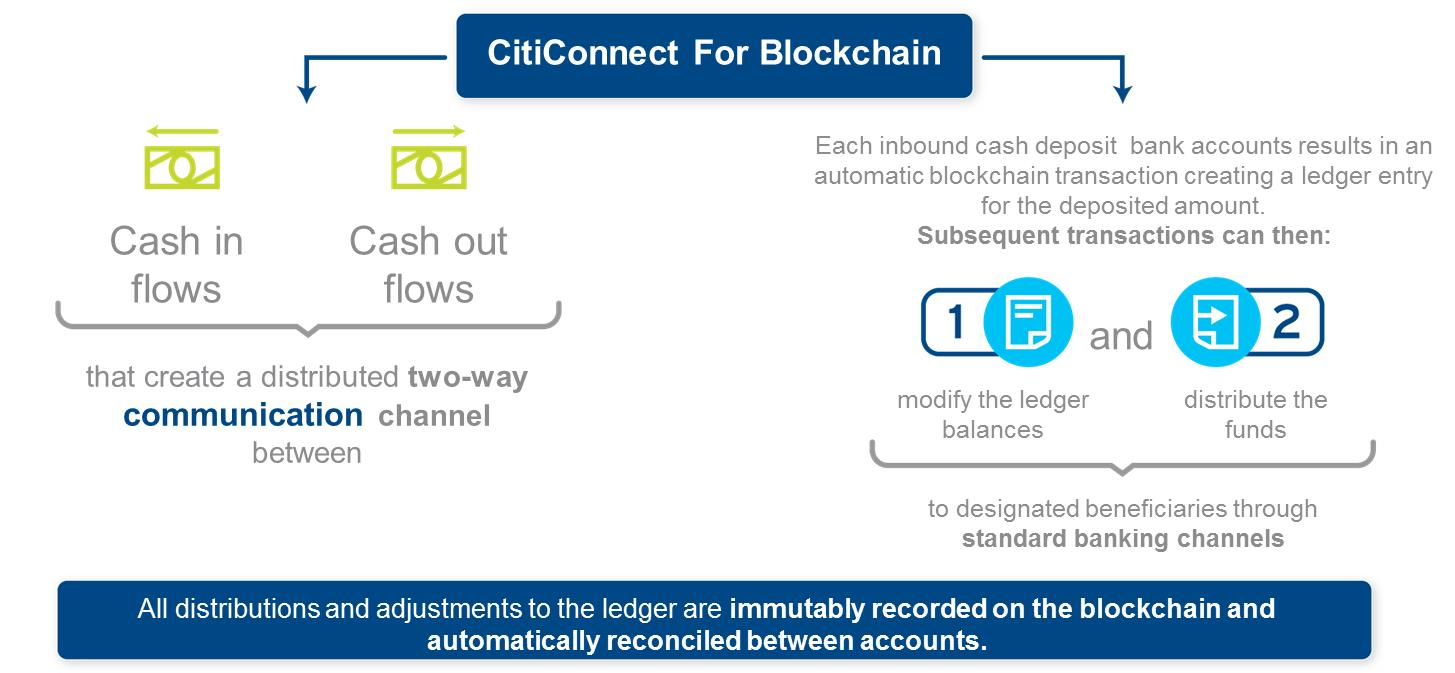 CitiConnect For Blockchain
Cash in
flows
Cash out
flows
that create a distributed two-way
communication channel
between
Each inbound cash deposit bank accounts results in an
automatic blockchain transaction creating a ledger entry
for the deposited amount.
Subsequent transactions can then:
1 and 2
modify the ledger
balances
distribute the
funds
to designated beneficiaries through
standard banking channels
All distributions and adjustments to the ledger are immutably recorded on the blockchain and
automatically reconciled between accounts.